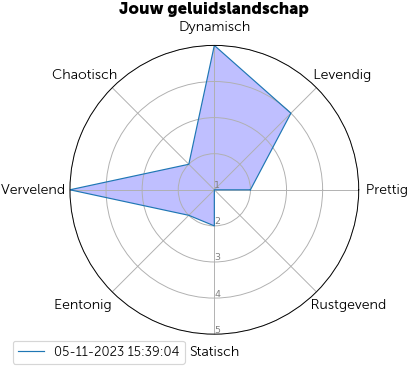 Jouw geluidslandschap
Dynamisch
Chaotisch
Levendig
Vervelend
1
Prettig
2
3
4
Eentonig
Rustgevend
5
05-11-2023 15:39:04
Statisch